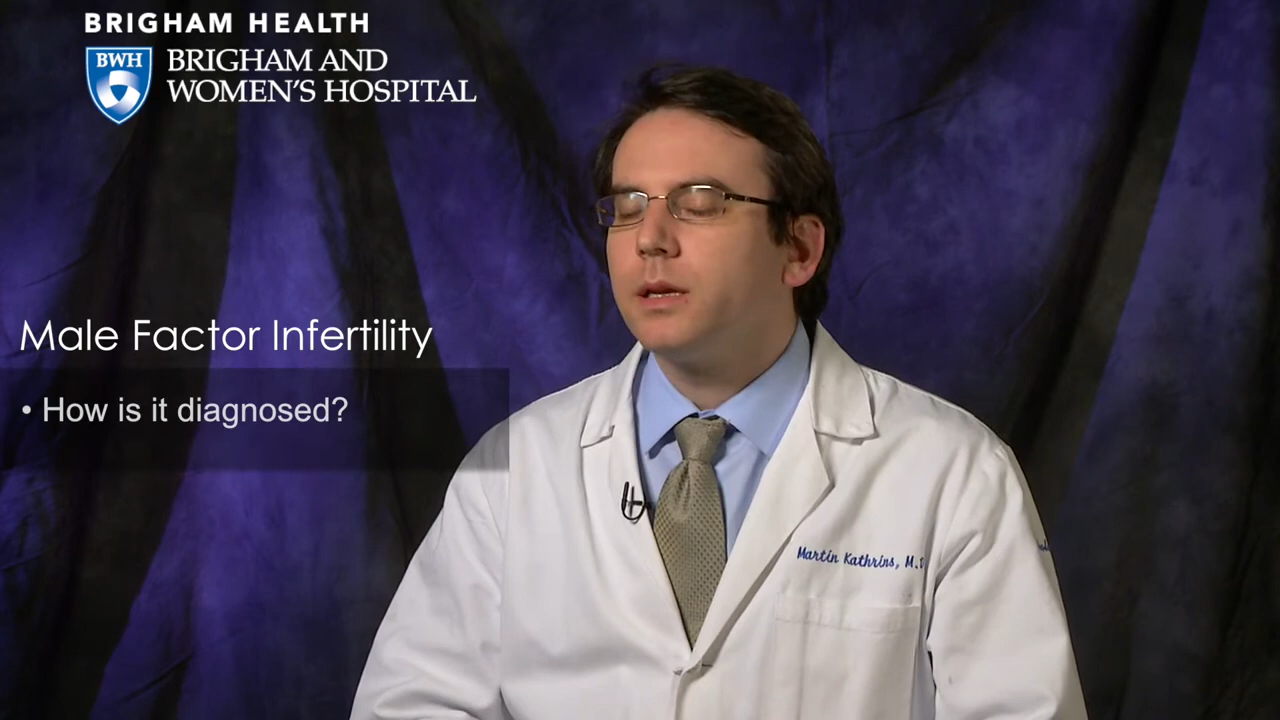 BRIGHAM HEALTH
BWH
BRIGHAM AND
WOMEN'S HOSPITAL
Male Factor Infertility
• How is it diagnosed?
Martin Kathrins, M.D